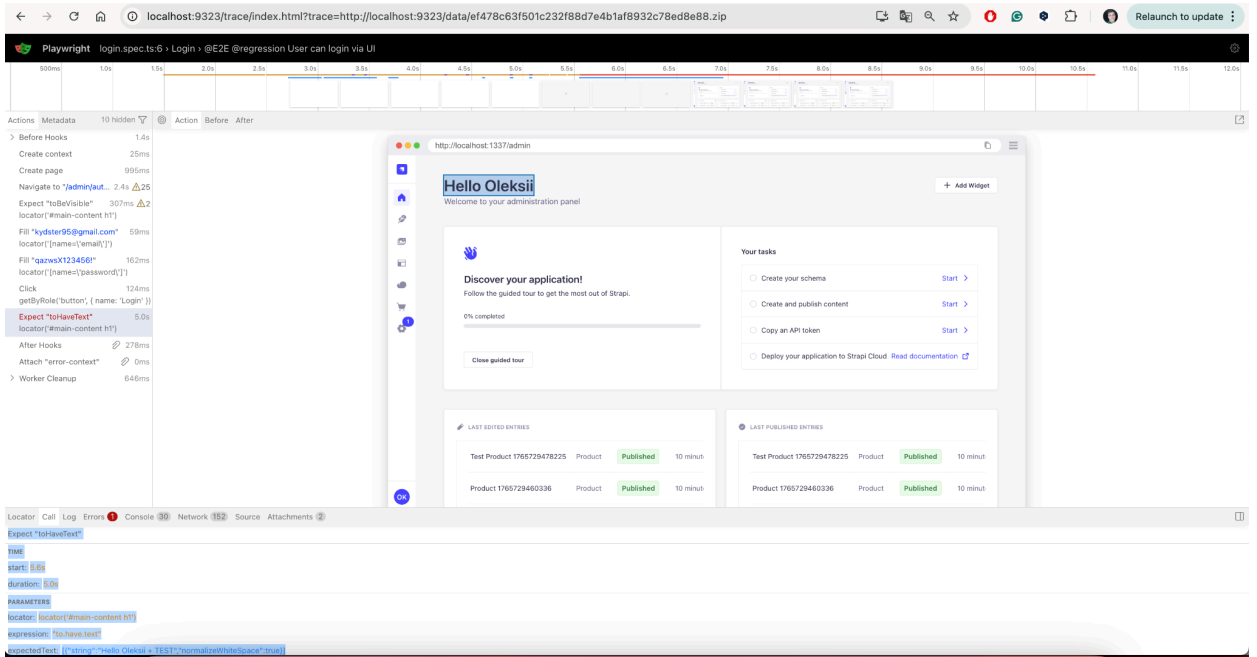 localhost:9323/trace/index.html?trace=http://localhost:9323/data/ef478c63f501c232f88d7e4b1af8932c78ed8e88.zip
Relaunch to update
Playwright login.spec.ts:6 › Login › @E2E @regression User can login via UI
500ms 1.0s 1.5s 2.0s 2.5s 3.0s 3.5s 4.0s 4.5s 5.0s 5.5s 6.0s 6.5s 7.0s 7.5s 8.0s 8.5s 9.0s 9.5s 10.0s 10.5s 11.0s 11.5s 12.0s
Actions Metadata 10 hidden
Action Before After
Before Hooks 1.4s
Create context 25ms
Create page 995ms
Navigate to "/admin/aut... 2.4s 25
Expect "toBeVisible" 307ms 2
locator('#main-content h1')
Fill "kydster95@gmail.com" 59ms
locator('[name=\'email\']')
Fill "qazwsX123456!" 162ms
locator('[name=\'password\']')
Click 124ms
getByRole('button', { name: 'Login' })
Expect "toHaveText" 5.0s
locator('#main-content h1')
After Hooks 278ms
Attach "error-context" 0ms
Worker Cleanup 646ms
http://localhost:1337/admin
Hello Oleksii
Welcome to your administration panel
+ Add Widget
Discover your application!
Follow the guided tour to get the most out of Strapi.
0% completed
Close guided tour
Your tasks
Create your schema Start
Create and publish content Start
Copy an API token Start
Deploy your application to Strapi Cloud Read documentation
1
LAST EDITED ENTRIES
Test Product 1765729478225 Product Published 10 minut
Product 1765729460336 Product Published 10 minut
LAST PUBLISHED ENTRIES
Test Product 1765729478225 Product Published 10 minut
Product 1765729460336 Product Published 10 minut
OK
Locator Call Log Errors 1 Console 30 Network 152 Source Attachments 2
Expect "toHaveText"
TIME
start: 5.6s
duration: 5.0s
PARAMETERS
locator: locator('#main-content h1')
expression: "to.have.text"
expectedText: [{"string":"Hello Oleksii + TEST","normalizeWhiteSpace":true}]